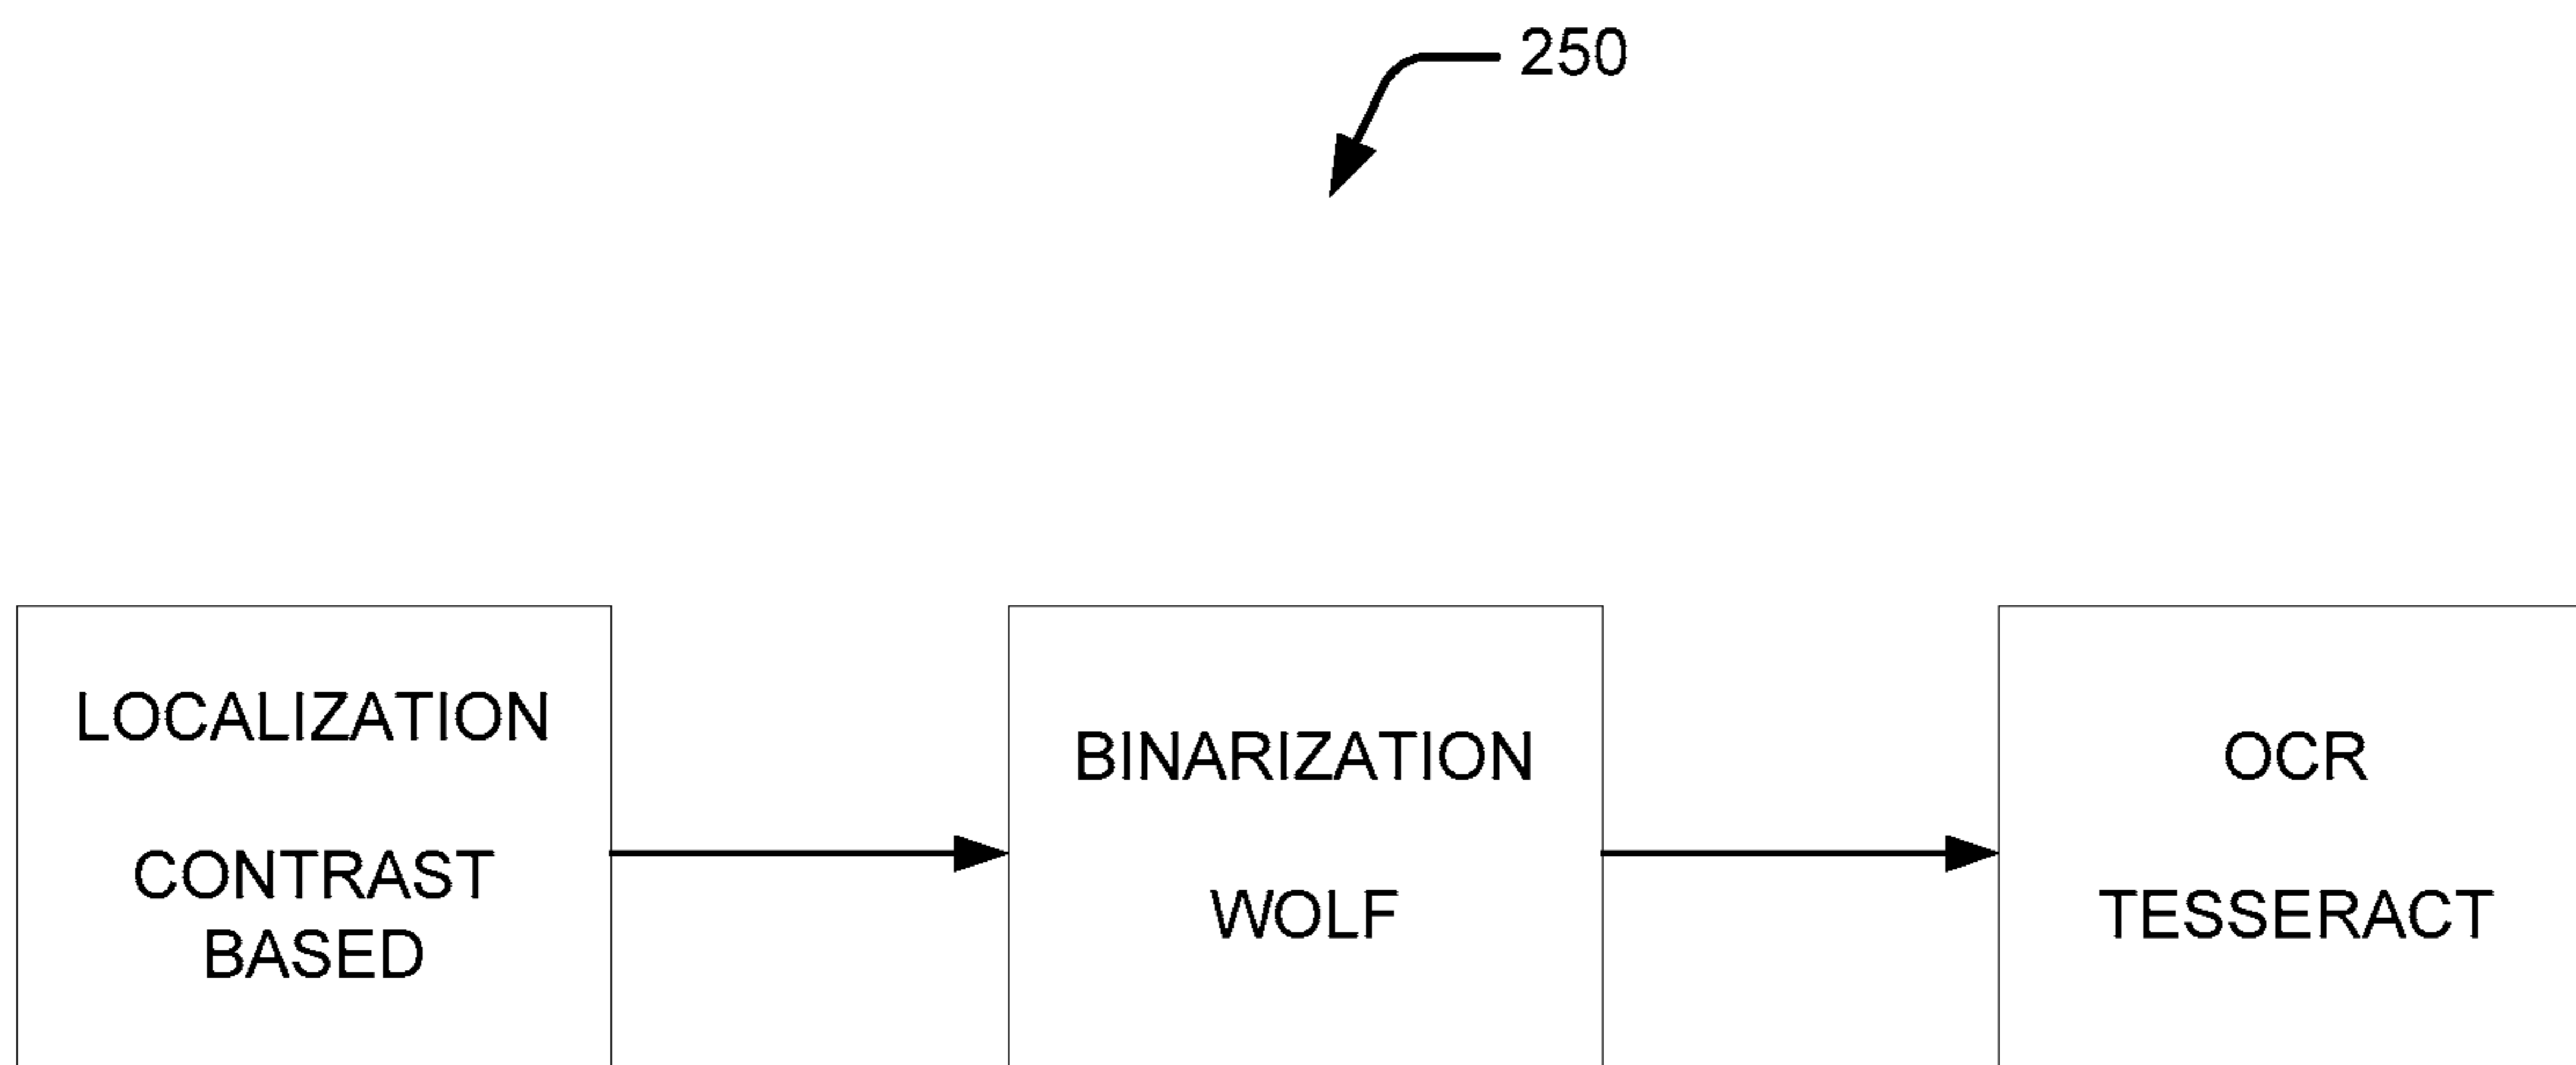 250
LOCALIZATION
CONTRAST
BASED
BINARIZATION
WOLF
OCR
TESSERACT